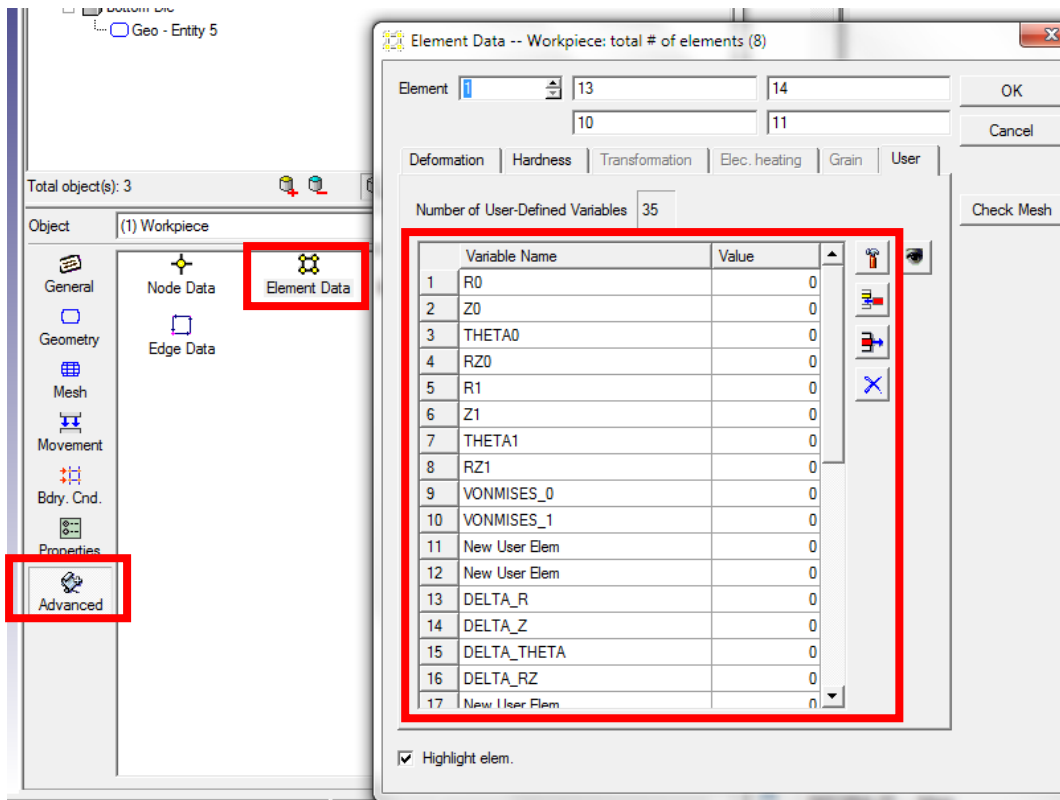 Bottom Die
Geo - Entity 5
Total object(s): 3
Object (1) Workpiece
General
Geometry
Mesh
Movement
Bdry. Cnd.
Properties
Advanced
Node Data
Element Data
Edge Data
Element Data -- Workpiece: total # of elements (8)
Element 1 13 14
10 11
OK
Cancel
Check Mesh
Deformation Hardness Transformation Elec. heating Grain User
Number of User-Defined Variables 35
Variable Name Value
1 R0 0
2 Z0 0
3 THETA0 0
4 RZ0 0
5 R1 0
6 Z1 0
7 THETA1 0
8 RZ1 0
9 VONMISES_0 0
10 VONMISES_1 0
11 New User Elem 0
12 New User Elem 0
13 DELTA_R 0
14 DELTA_Z 0
15 DELTA_THETA 0
16 DELTA_RZ 0
17 New User Elem 0
Highlight elem.